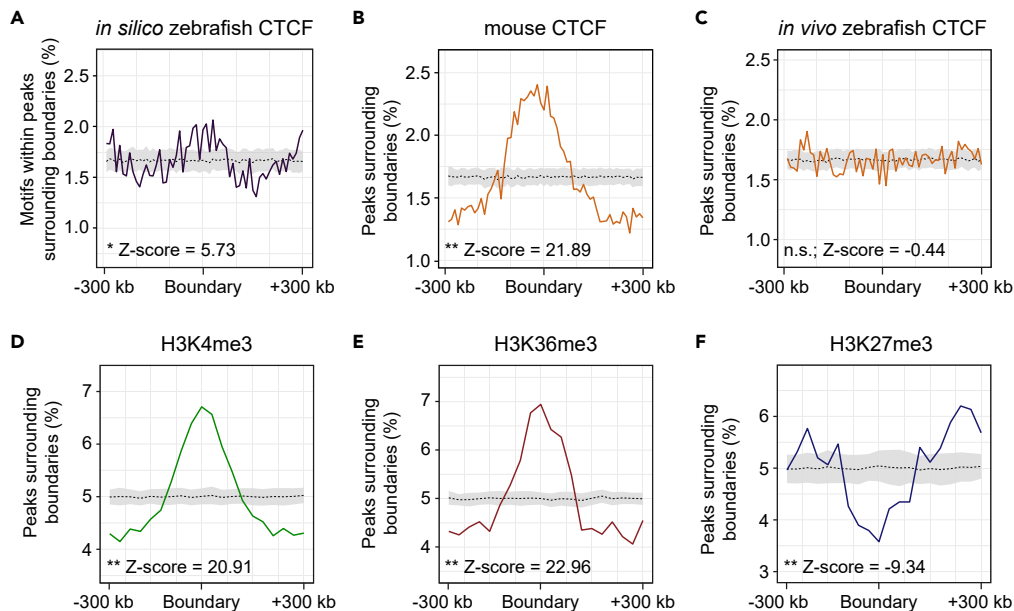 A
in silico zebrafish CTCF
Motifs within peaks
surrounding boundaries (%)
2.5
2.0
1.5
1.0
* Z-score = 5.73
-300 kb
Boundary
+300 kb
B
mouse CTCF
Peaks surrounding
boundaries (%)
2.5
2.0
1.5
1.0
** Z-score = 21.89
-300 kb
Boundary
+300 kb
C
in vivo zebrafish CTCF
Peaks surrounding
boundaries (%)
2.5
2.0
1.5
1.0
n.s.; Z-score = -0.44
-300 kb
Boundary
+300 kb
D
H3K4me3
Peaks surrounding
boundaries (%)
7
6
5
4
** Z-score = 20.91
-300 kb
Boundary
+300 kb
E
H3K36me3
Peaks surrounding
boundaries (%)
7
6
5
4
** Z-score = 22.96
-300 kb
Boundary
+300 kb
F
H3K27me3
Peaks surrounding
boundaries (%)
6
5
4
3
** Z-score = -9.34
-300 kb
Boundary
+300 kb